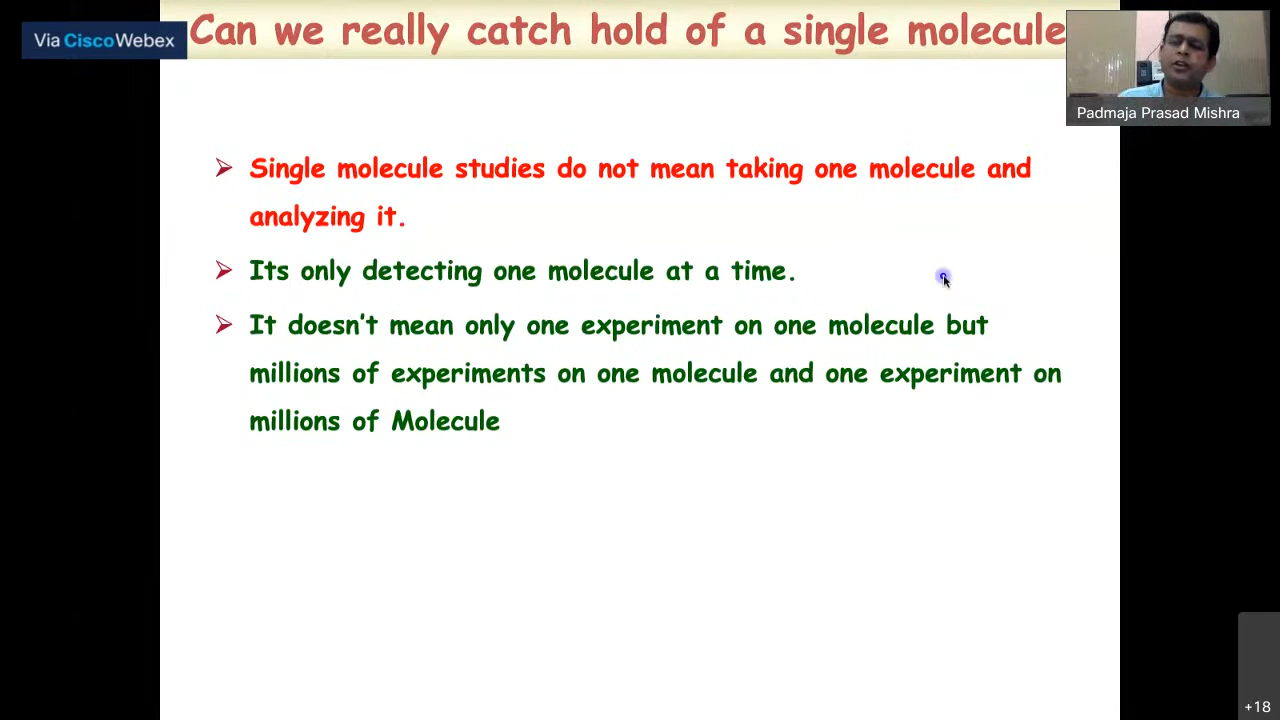 Via CiscoWebex
Can we really catch hold of a single molecule
Padmaja Prasad Mishra
Single molecule studies do not mean taking one molecule and
analyzing it.
Its only detecting one molecule at a time.
It doesn't mean only one experiment on one molecule but
millions of experiments on one molecule and one experiment on
millions of Molecule
+18